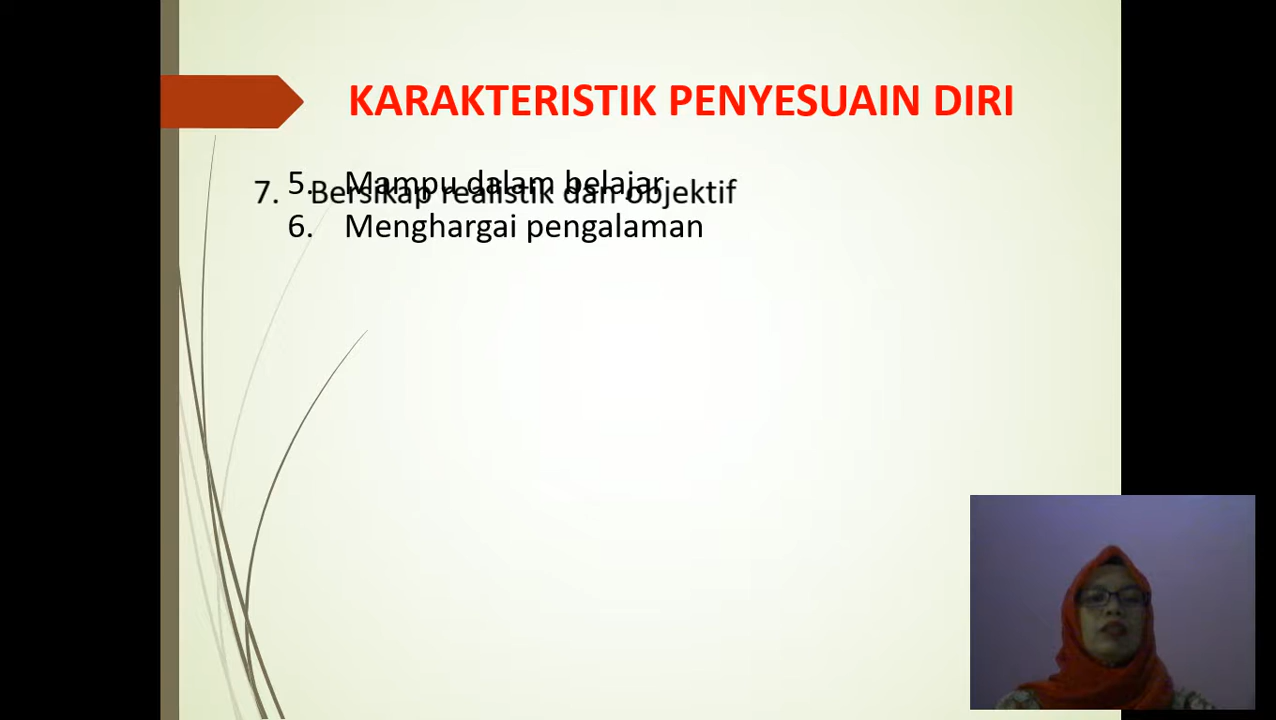 KARAKTERISTIK PENYESUAIN DIRI
5. Mampu dalam belajar
7. Bersikap realistik dan objektif
6. Menghargai pengalaman